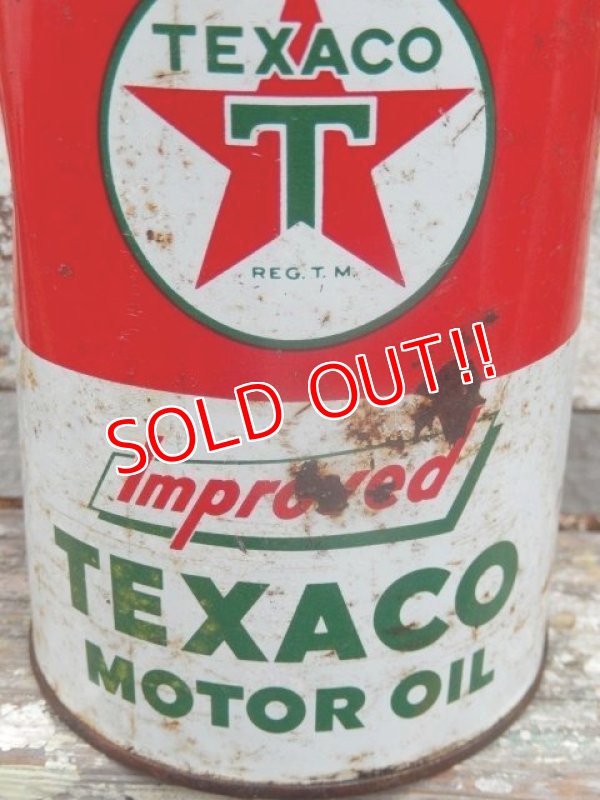 TEXACO
T
REG. T. M.
SOLD OUT!!
Improved
TEXACO
MOTOR OIL